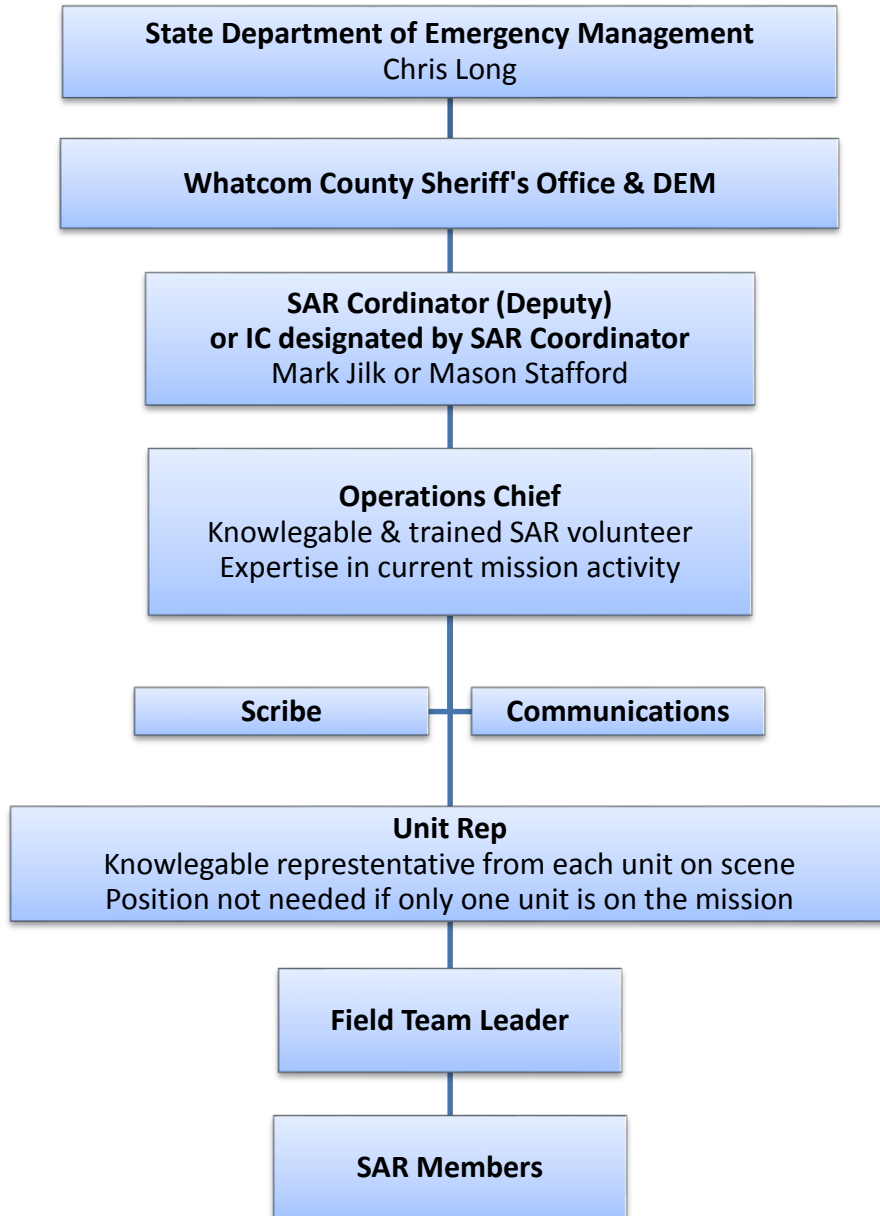 State Department of Emergency Management
Chris Long
Whatcom County Sheriff's Office & DEM
SAR Cordinator (Deputy)
or IC designated by SAR Coordinator
Mark Jilk or Mason Stafford
Operations Chief
Knowlegable & trained SAR volunteer
Expertise in current mission activity
Scribe
Communications
Unit Rep
Knowlegable represtentative from each unit on scene
Position not needed if only one unit is on the mission
Field Team Leader
SAR Members